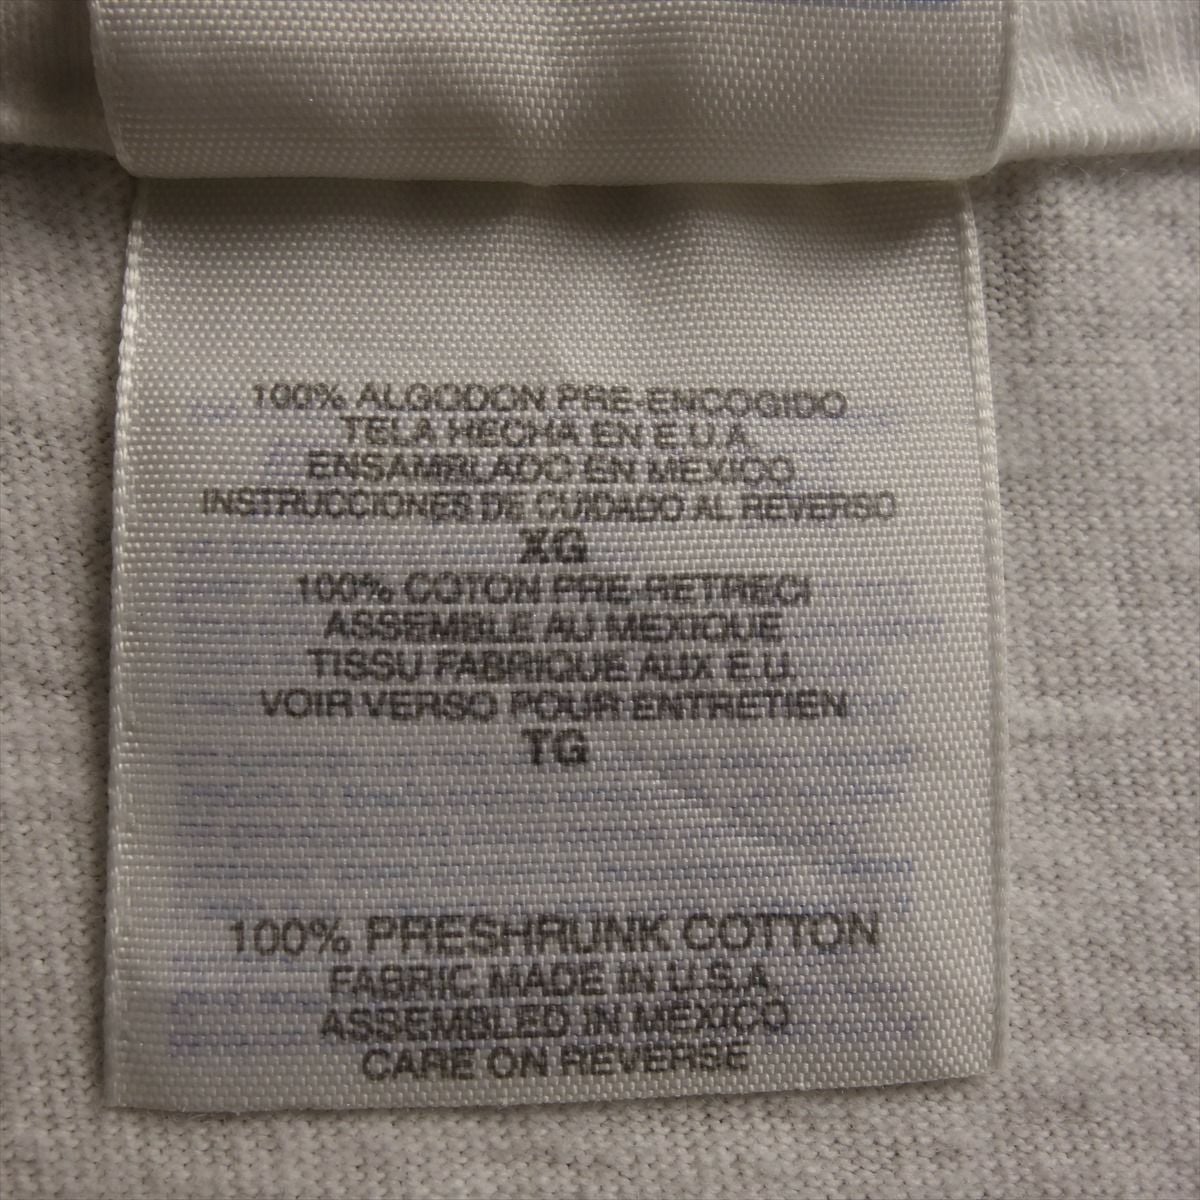 100% ALGODON PRE-ENCOGIDO
TELA HECHA EN E.U.A.
ENSAMBLADO EN MEXICO
INSTRUCCIONES DE CUIDADO AL REVERSO
XG
100% COTON PRE-RETRECI
ASSEMBLE AU MEXIQUE
TISSU FABRIQUE AUX E.U.
VOIR VERSO POUR ENTRETIEN
TG
100% PRESHRUNK COTTON
FABRIC MADE IN U.S.A.
ASSEMBLED IN MEXICO
CARE ON REVERSE